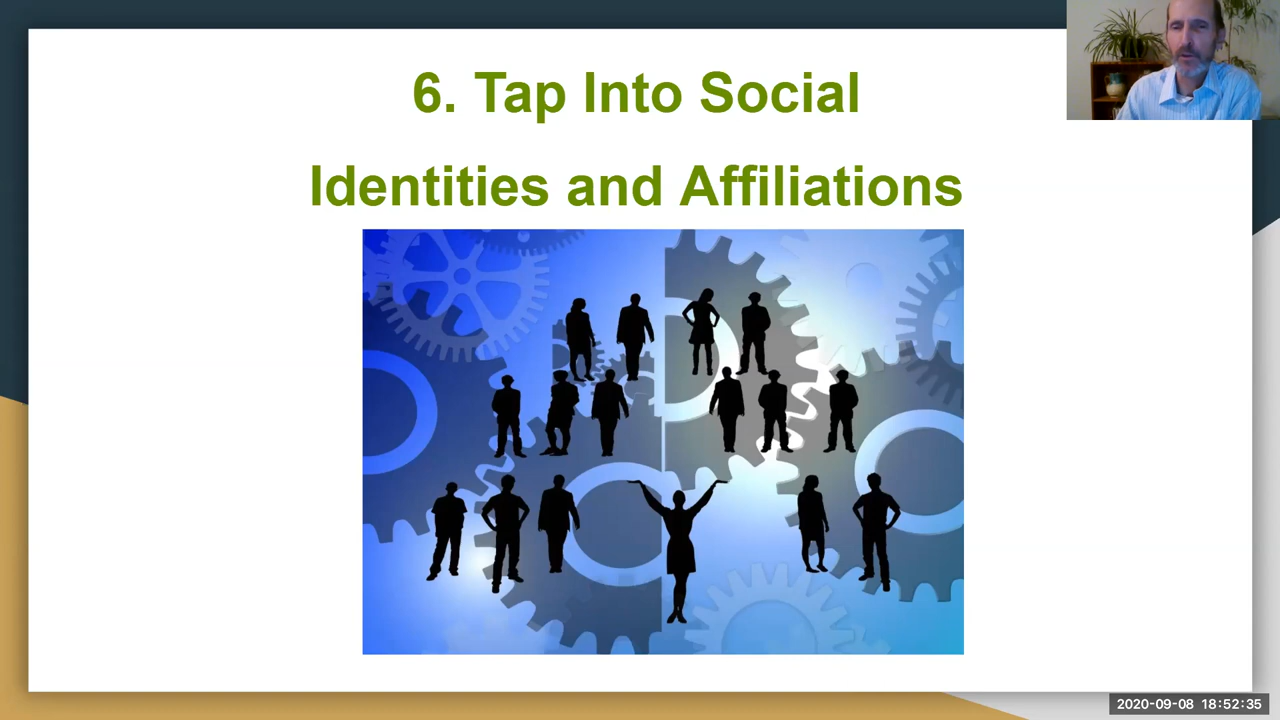 6. Tap Into Social
Identities and Affiliations
2020-09-08 18:52:35